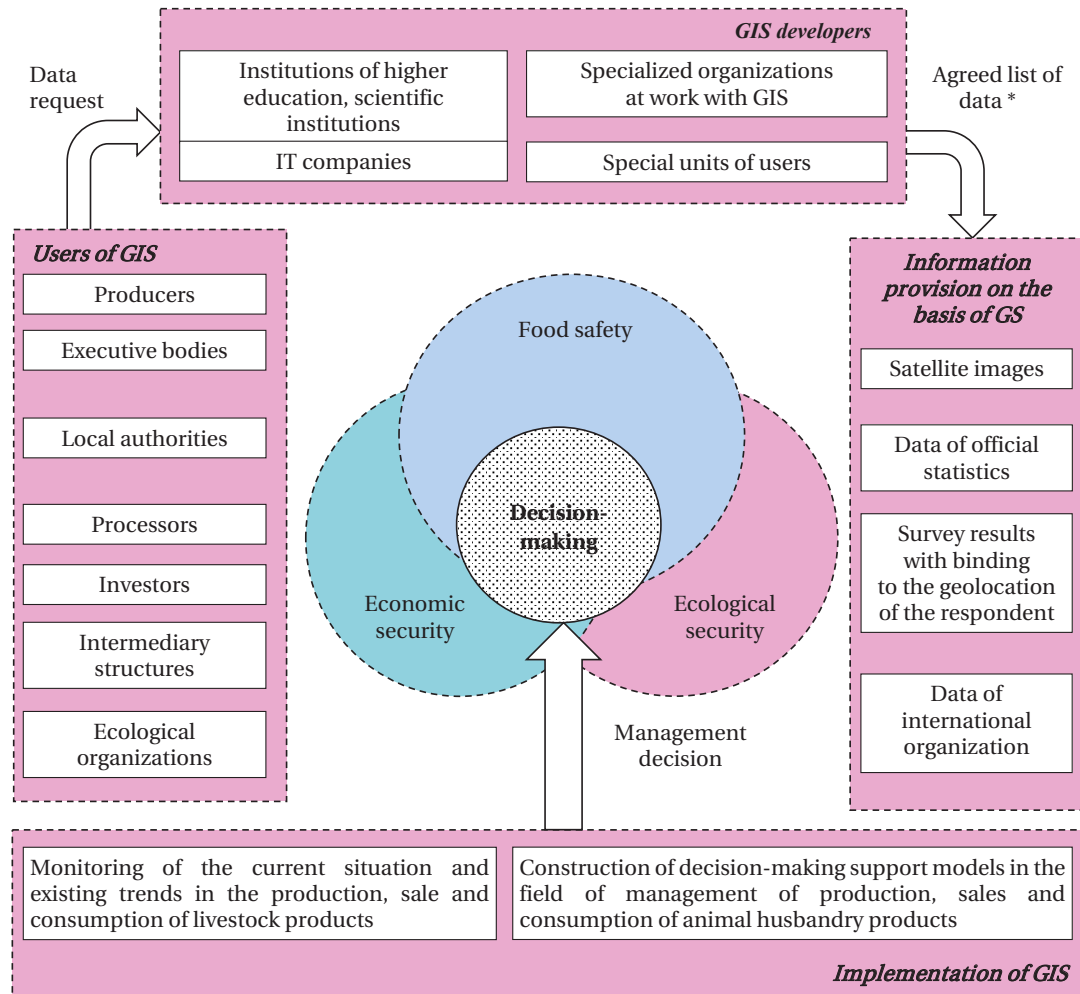 GIS developers
Institutions of higher
education, scientific
institutions
IT companies
Specialized organizations
at work with GIS
Special units of users
Data
request
Agreed list of
data *
Users of GIS
Producers
Executive bodies
Local authorities
Processors
Investors
Intermediary
structures
Ecological
organizations
Food safety
Decision-
making
Economic
security
Ecological
security
Management
decision
Information
provision on the
basis of GS
Satellite images
Data of official
statistics
Survey results
with binding
to the geolocation
of the respondent
Data of
international
organization
Monitoring of the current situation and
existing trends in the production, sale and
consumption of livestock products
Construction of decision-making support models in the
field of management of production, sales and
consumption of animal husbandry products
Implementation of GIS